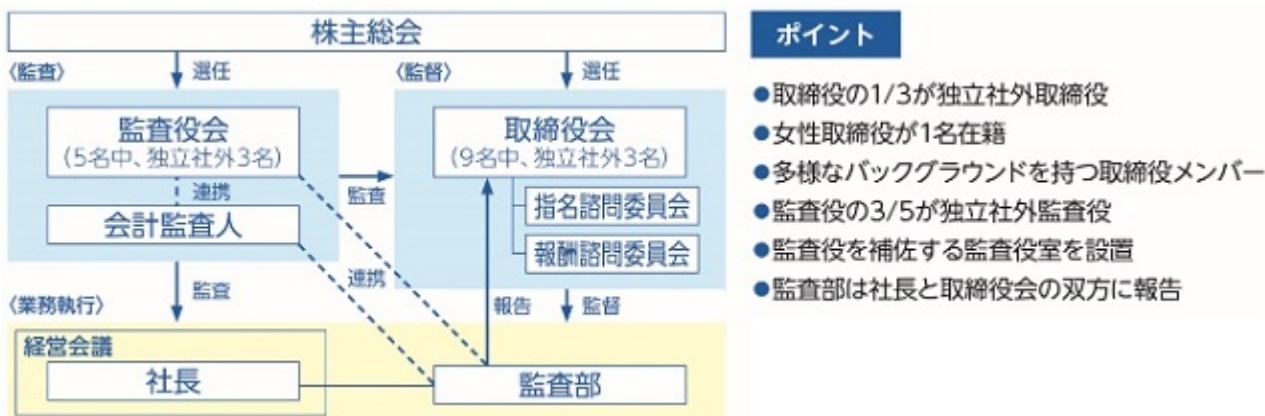 株主総会
〈監査〉
選任
〈監督〉
選任
監査役会
(5名中、独立社外3名)
連携
会計監査人
監査
取締役会
(9名中、独立社外3名)
指名諮問委員会
報酬諮問委員会
監査
連携
報告
監督
〈業務執行〉
経営会議
社長
監査部
ポイント
●取締役の1/3が独立社外取締役
●女性取締役が1名在籍
●多様なバックグラウンドを持つ取締役メンバー
●監査役の3/5が独立社外監査役
●監査役を補佐する監査役室を設置
●監査部は社長と取締役会の双方に報告